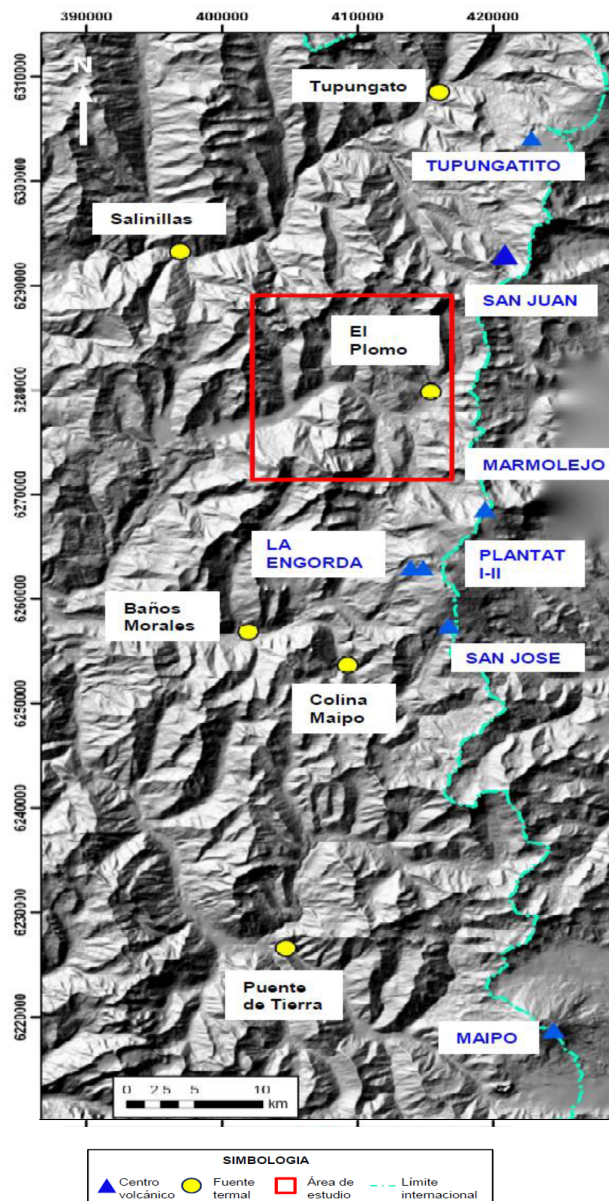 390000 400000 410000 420000
6310000
6300000
6290000
6280000
6270000
6260000
6250000
6240000
6230000
6220000
N
Tupungato
TUPUNGATITO
Salinillas
SAN JUAN
El
Plomo
MARMOLEJO
LA
ENGORDA
PLANTAT
I-II
Baños
Morales
SAN JOSE
Colina
Maipo
Puente
de Tierra
MAIPO
0 2.5 5 10
km
SIMBOLOGIA
Centro
volcánico
Fuente
termal
Área de
estudio
Límite
internacional